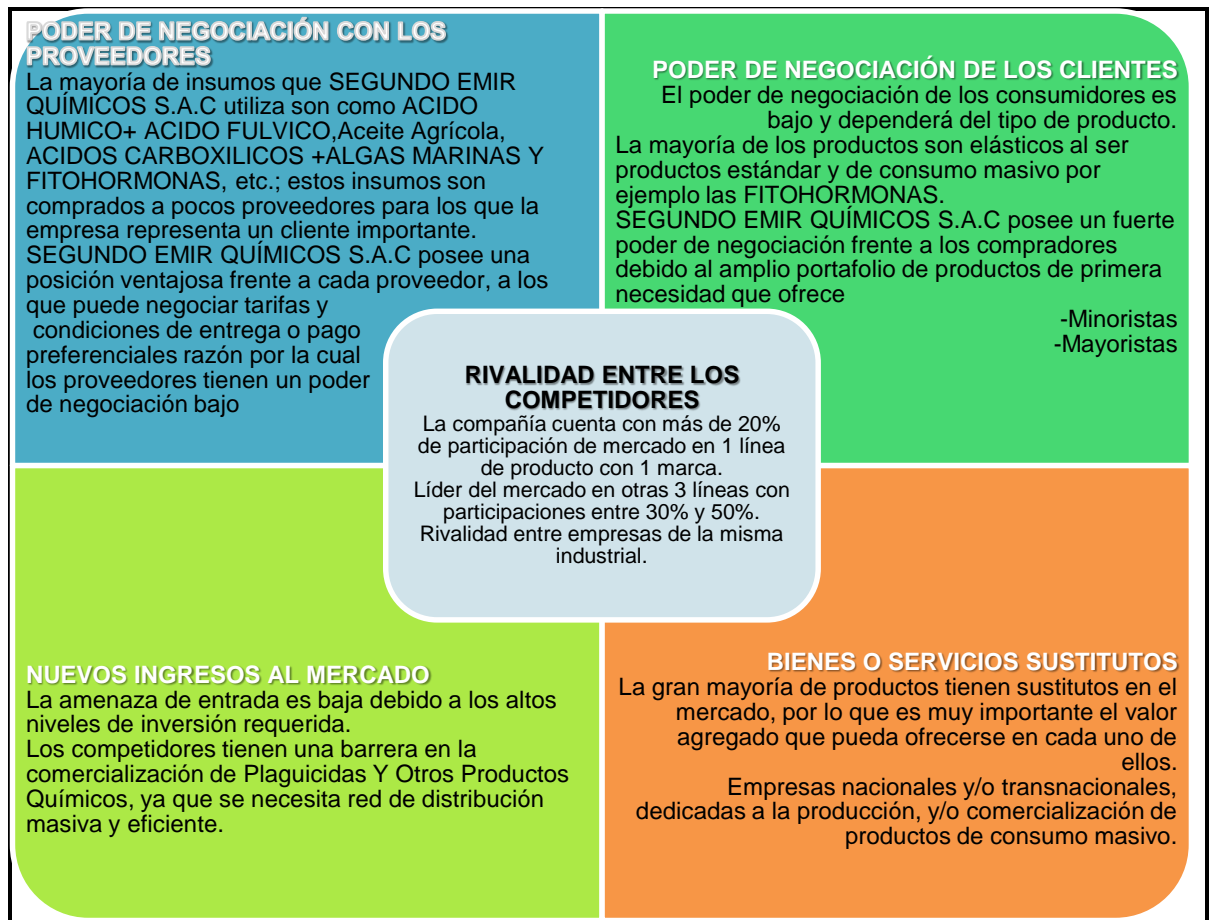 PODER DE NEGOCIACIÓN CON LOS
PROVEEDORES
La mayoría de insumos que SEGUNDO EMIR
QUÍMICOS S.A.C utiliza son como ACIDO
HUMICO+ ACIDO FULVICO,Aceite Agrícola,
ACIDOS CARBOXILICOS +ALGAS MARINAS Y
FITOHORMONAS, etc.; estos insumos son
comprados a pocos proveedores para los que la
empresa representa un cliente importante.
SEGUNDO EMIR QUÍMICOS S.A.C posee una
posición ventajosa frente a cada proveedor, a los
que puede negociar tarifas y
condiciones de entrega o pago
preferenciales razón por la cual
los proveedores tienen un poder
de negociación bajo
PODER DE NEGOCIACIÓN DE LOS CLIENTES
El poder de negociación de los consumidores es
bajo y dependerá del tipo de producto.
La mayoría de los productos son elásticos al ser
productos estándar y de consumo masivo por
ejemplo las FITOHORMONAS.
SEGUNDO EMIR QUÍMICOS S.A.C posee un fuerte
poder de negociación frente a los compradores
debido al amplio portafolio de productos de primera
necesidad que ofrece
-Minoristas
-Mayoristas
RIVALIDAD ENTRE LOS
COMPETIDORES
La compañía cuenta con más de 20%
de participación de mercado en 1 línea
de producto con 1 marca.
Líder del mercado en otras 3 líneas con
participaciones entre 30% y 50%.
Rivalidad entre empresas de la misma
industrial.
NUEVOS INGRESOS AL MERCADO
La amenaza de entrada es baja debido a los altos
niveles de inversión requerida.
Los competidores tienen una barrera en la
comercialización de Plaguicidas Y Otros Productos
Químicos, ya que se necesita red de distribución
masiva y eficiente.
BIENES O SERVICIOS SUSTITUTOS
La gran mayoría de productos tienen sustitutos en el
mercado, por lo que es muy importante el valor
agregado que pueda ofrecerse en cada uno de
ellos.
Empresas nacionales y/o transnacionales,
dedicadas a la producción, y/o comercialización de
productos de consumo masivo.